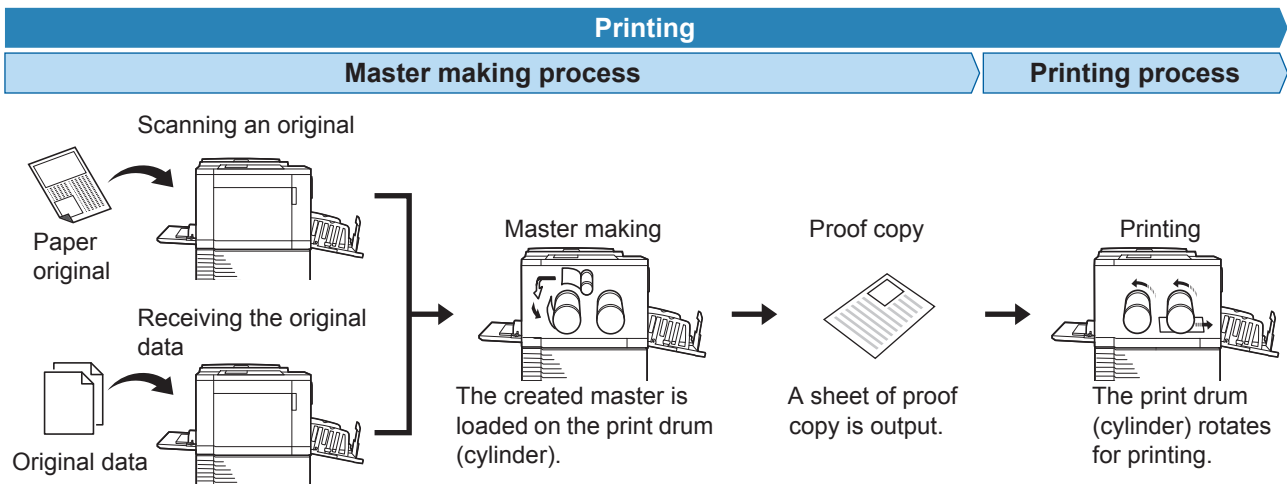 Printing
Master making process
Printing process
Scanning an original
Paper
original
Receiving the original
data
Original data
Master making
The created master is
loaded on the print drum
(cylinder).
Proof copy
A sheet of proof
copy is output.
Printing
The print drum
(cylinder) rotates
for printing.